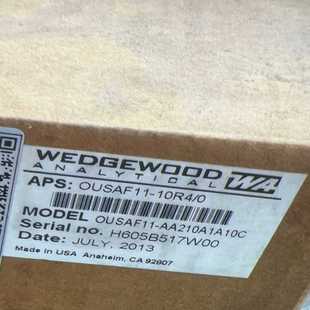 WEDGEWOOD
ANALYTICAL WA
APS: OUSAF11-10R4/0
MODEL OUSAF11-AA210A1A10C
Serial no. H605B517W00
Date: JULY. 2013
Made in USA Anaheim, CA 92807